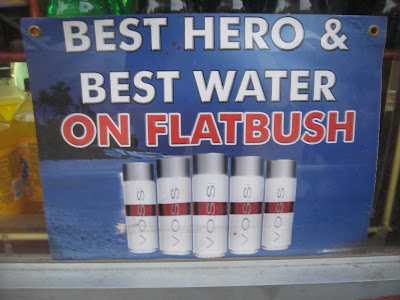 BEST HERO &
BEST WATER
ON FLATBUSH
VOSS VOSS VOSS VOSS VOSS